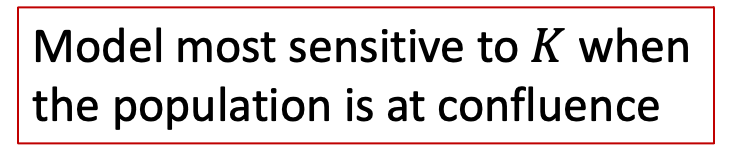 Model most sensitive to K when
the population is at confluence